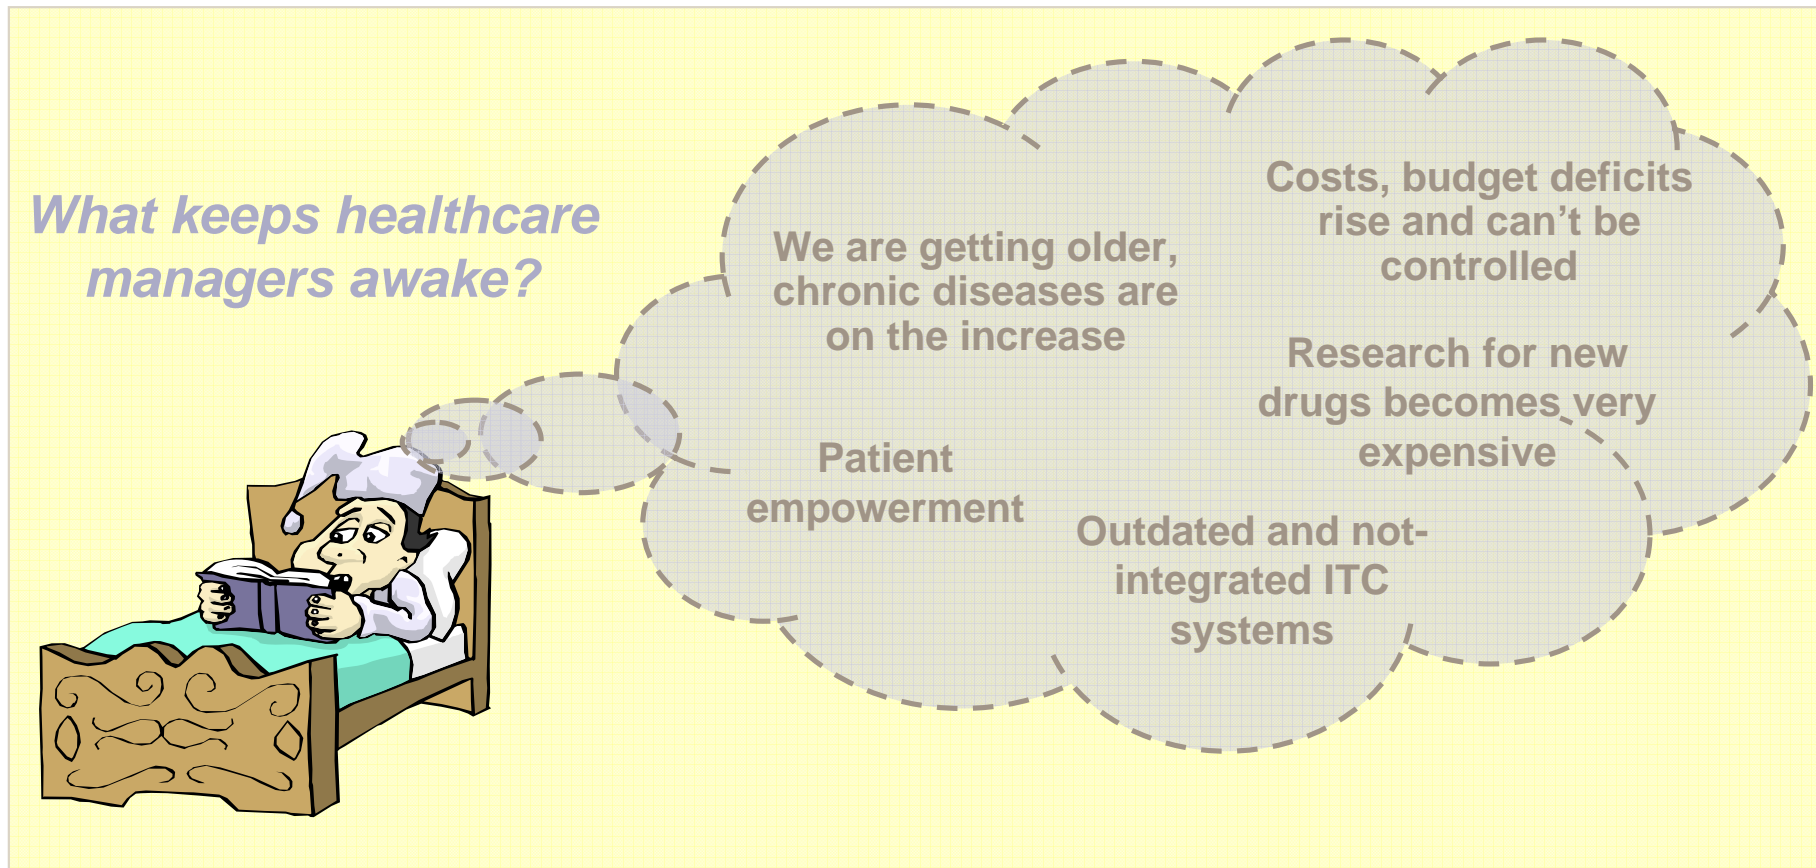 What keeps healthcare
managers awake?
We are getting older,
chronic diseases are
on the increase
Costs, budget deficits
rise and can't be
controlled
Research for new
drugs becomes very
expensive
Patient
empowerment
Outdated and not-
integrated ITC
systems